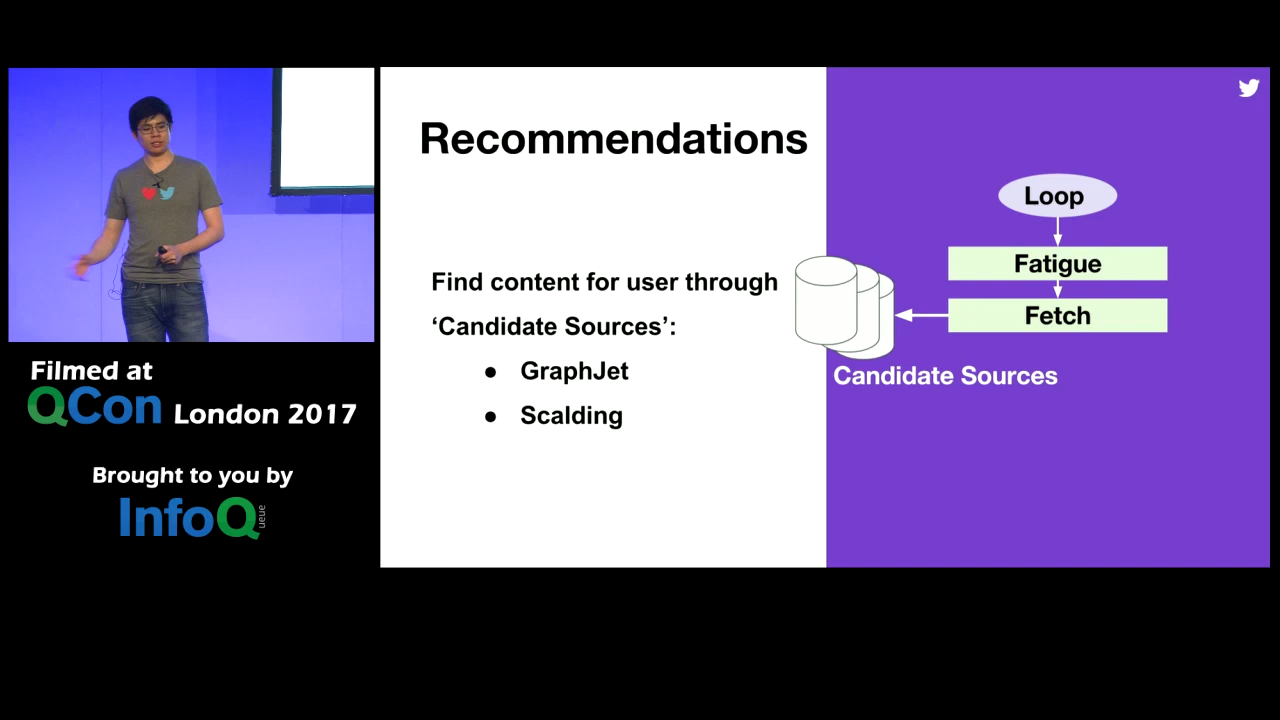 Recommendations
Find content for user through
‘Candidate Sources’:
● GraphJet
● Scalding
Loop
Fatigue
Fetch
Candidate Sources
Filmed at
QCon London 2017
Brought to you by
InfoQ
ueue